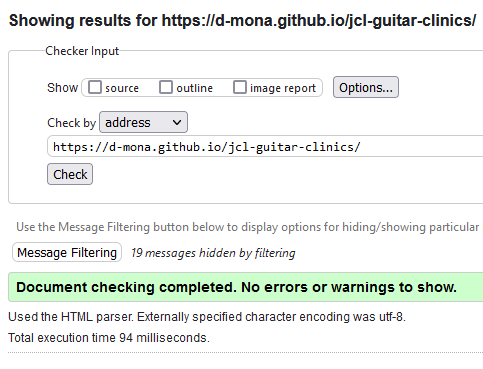 Showing results for https://d-mona.github.io/jcl-guitar-clinics/
Checker Input
Show source outline image report Options...
Check by address
https://d-mona.github.io/jcl-guitar-clinics/
Check
Use the Message Filtering button below to display options for hiding/showing particular
Message Filtering 19 messages hidden by filtering
Document checking completed. No errors or warnings to show.
Used the HTML parser. Externally specified character encoding was utf-8.
Total execution time 94 milliseconds.